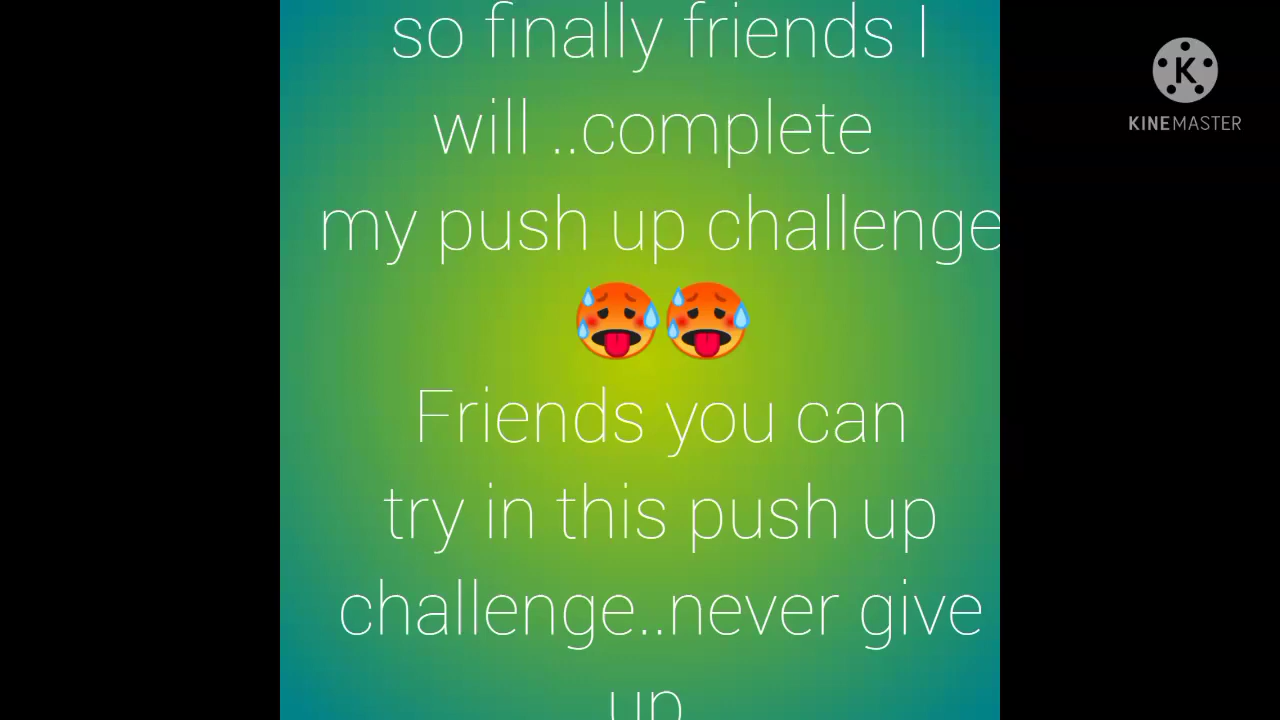 so finally friends I
will ..complete
my push up challenge
🥵🥵
Friends you can
try in this push up
challenge..never give
up
K
KINEMASTER